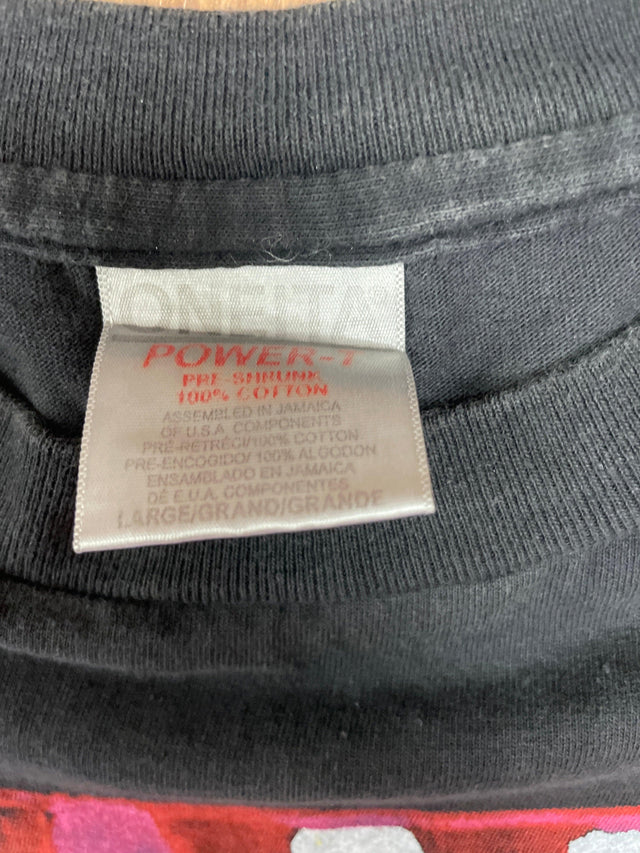 ONEITA®
POWER-T
PRE-SHRUNK
100% COTTON
ASSEMBLED IN JAMAICA
OF U.S.A. COMPONENTS
PRÉ-RÉTRÉCI/100% COTTON
PRE-ENCOGIDO/ 100% ALGODON
ENSAMBLADO EN JAMAICA
DE E.U.A. COMPONENTES
LARGE/GRAND/GRANDE